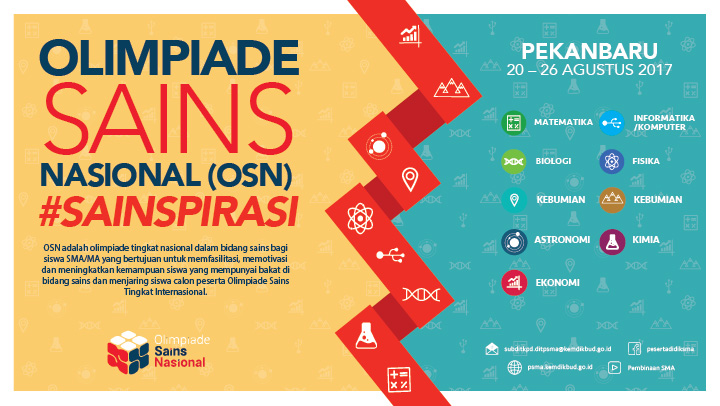 OLIMPIADE
SAINS
NASIONAL (OSN)
#SAINSPIRASI
OSN adalah olimpiade tingkat nasional dalam bidang sains bagi
siswa SMA/MA yang bertujuan untuk memfasilitasi, memotivasi
dan meningkatkan kemampuan siswa yang mempunyai bakat di
bidang sains dan menjaring siswa calon peserta Olimpiade Sains
Tingkat Internasional.
Olimpiade
Sains
Nasional
PEKANBARU
20 – 26 AGUSTUS 2017
MATEMATIKA
INFORMATIKA
/KOMPUTER
BIOLOGI
FISIKA
KEBUMIAN
KEBUMIAN
ASTRONOMI
KIMIA
EKONOMI
subditkpd.ditpsma@kemdikbud.go.id
pesertadidiksma
psma.kemdikbud.go.id
Pembinaan SMA